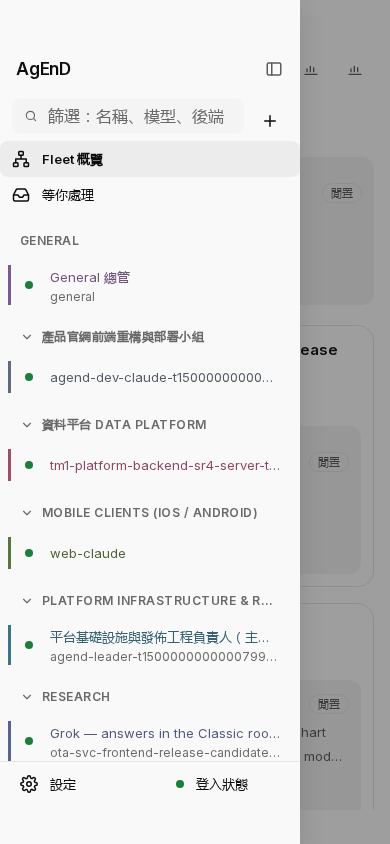 AgEnD
篩選：名稱、模型、後端
Fleet 概覽
閒置
等你處理
GENERAL
General 總管
general
產品官網前端重構與部署小組
ease
agend-dev-claude-t15000000000…
資料平台 DATA PLATFORM
tm1-platform-backend-sr4-server-t…
閒置
MOBILE CLIENTS (IOS / ANDROID)
web-claude
PLATFORM INFRASTRUCTURE & R…
平台基礎設施與發佈工程負責人（主…
agend-leader-t1500000000000799…
RESEARCH
閒置
Grok — answers in the Classic roo…
hart
ota-svc-frontend-release-candidate…
mod…
設定
登入狀態